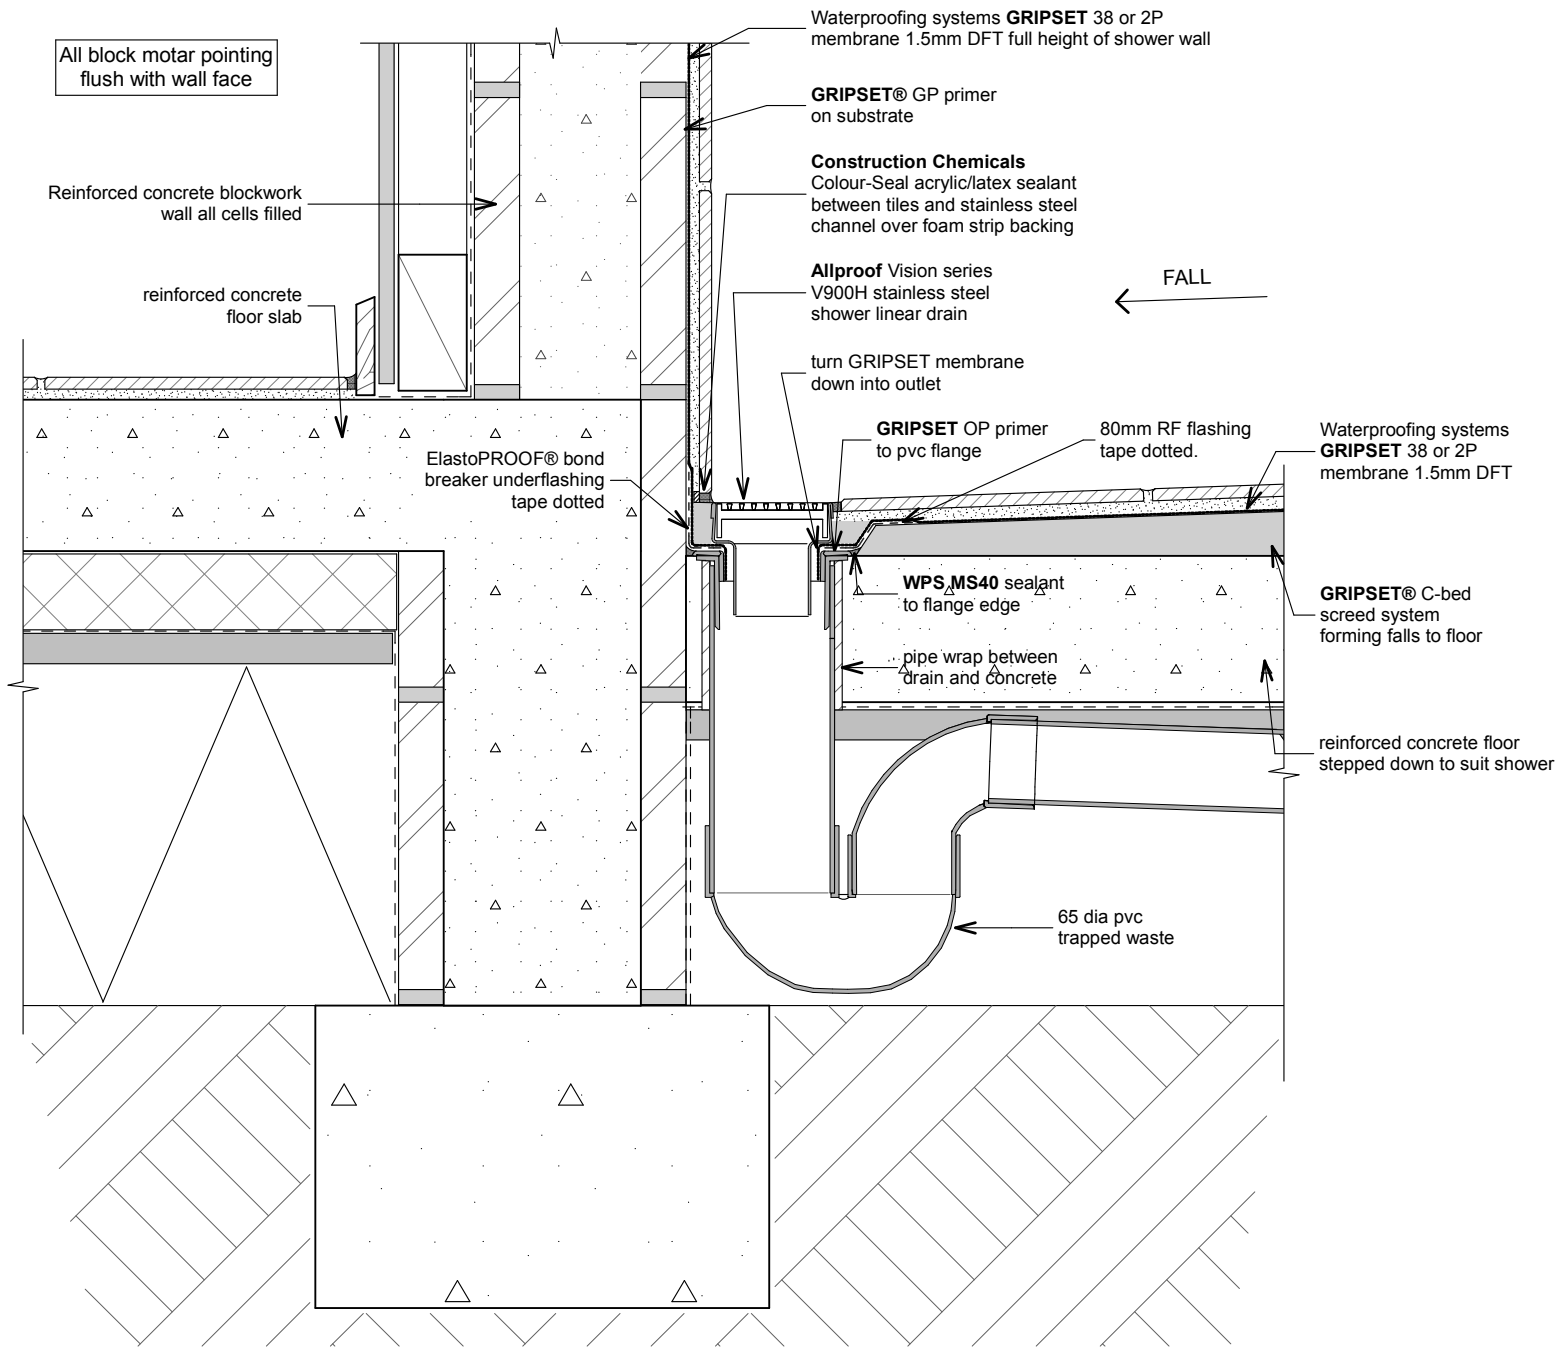 All block motar pointing
flush with wall face
Waterproofing systems GRIPSET 38 or 2P
membrane 1.5mm DFT full height of shower wall
GRIPSET® GP primer
on substrate
Construction Chemicals
Colour-Seal acrylic/latex sealant
between tiles and stainless steel
channel over foam strip backing
Reinforced concrete blockwork
wall all cells filled
Allproof Vision series
V900H stainless steel
shower linear drain
FALL
reinforced concrete
floor slab
turn GRIPSET membrane
down into outlet
GRIPSET OP primer
to pvc flange
80mm RF flashing
tape dotted.
Waterproofing systems
GRIPSET 38 or 2P
membrane 1.5mm DFT
ElastoPROOF® bond
breaker underflashing
tape dotted
WPS MS40 sealant
to flange edge
GRIPSET® C-bed
screed system
forming falls to floor
pipe wrap between
drain and concrete
reinforced concrete floor
stepped down to suit shower
65 dia pvc
trapped waste